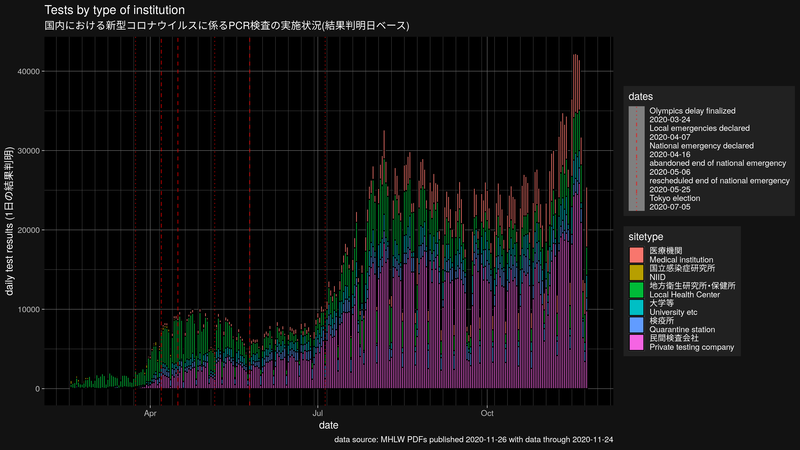 Tests by type of institution
国内における新型コロナウイルスに係るPCR検査の実施状況(結果判明日ベース)
daily test results (1日の結果判明)
40000
30000
20000
10000
0
Apr
Jul
Oct
date
dates
Olympics delay finalized
2020-03-24
Local emergencies declared
2020-04-07
National emergency declared
2020-04-16
abandoned end of national emergency
2020-05-06
rescheduled end of national emergency
2020-05-25
Tokyo election
2020-07-05
sitetype
医療機関
Medical institution
国立感染症研究所
NIID
地方衛生研究所・保健所
Local Health Center
大学等
University etc
検疫所
Quarantine station
民間検査会社
Private testing company
data source: MHLW PDFs published 2020-11-26 with data through 2020-11-24